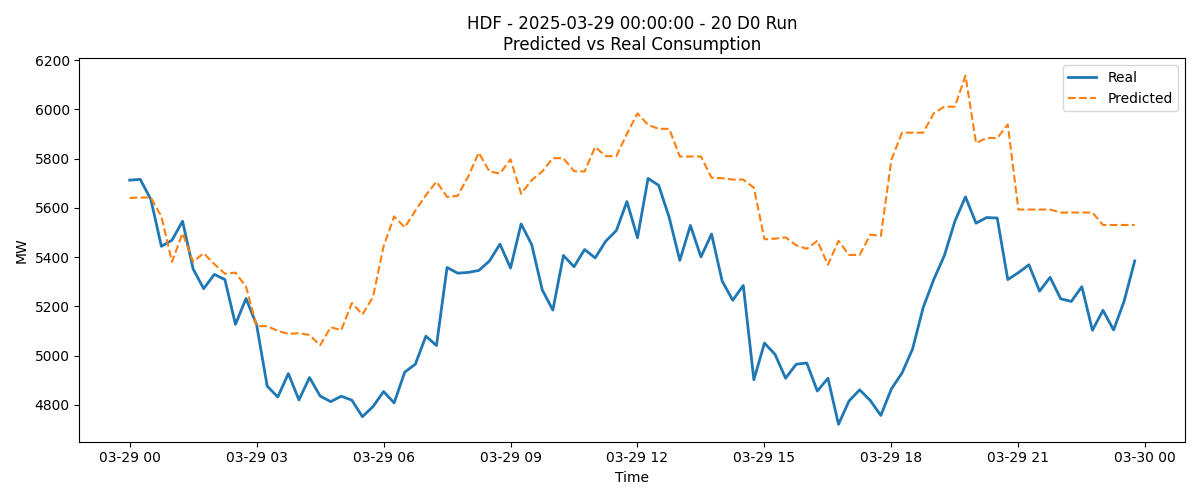 HDF - 2025-03-29 00:00:00 - 20 D0 Run
Predicted vs Real Consumption
Real
Predicted
MW
6200
6000
5800
5600
5400
5200
5000
4800
03-29 00
03-29 03
03-29 06
03-29 09
03-29 12
03-29 15
03-29 18
03-29 21
03-30 00
Time